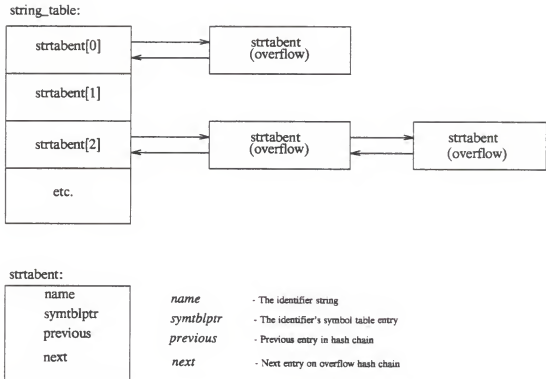 string_table:
strtabent[0]
strtabent
(overflow)
strtabent[1]
strtabent[2]
strtabent
(overflow)
strtabent
(overflow)
etc.
strtabent:
name
symtblptr
previous
next
name - The identifier string
symtblptr - The identifier's symbol table entry
previous - Previous entry in hash chain
next - Next entry on overflow hash chain